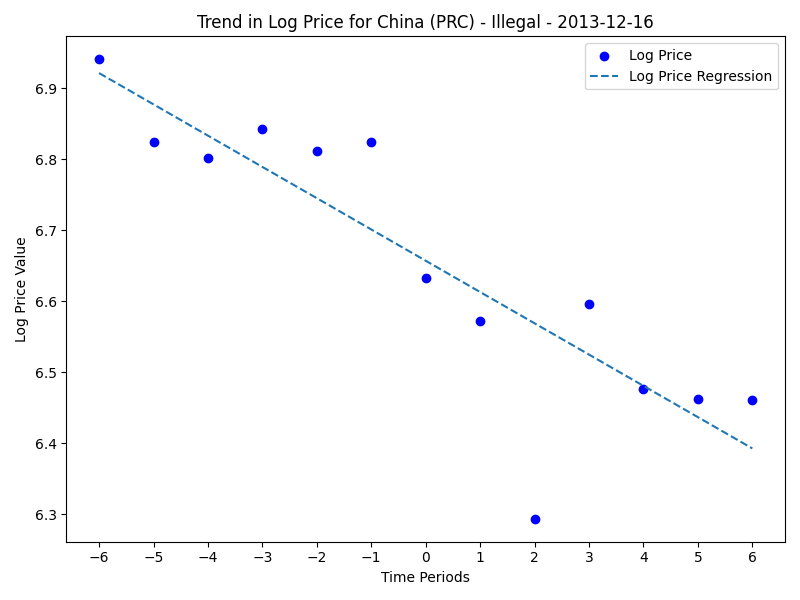 Trend in Log Price for China (PRC) - Illegal - 2013-12-16
Log Price
Log Price Regression
Log Price Value
6.9
6.8
6.7
6.6
6.5
6.4
6.3
−6 −5 −4 −3 −2 −1 0 1 2 3 4 5 6
Time Periods